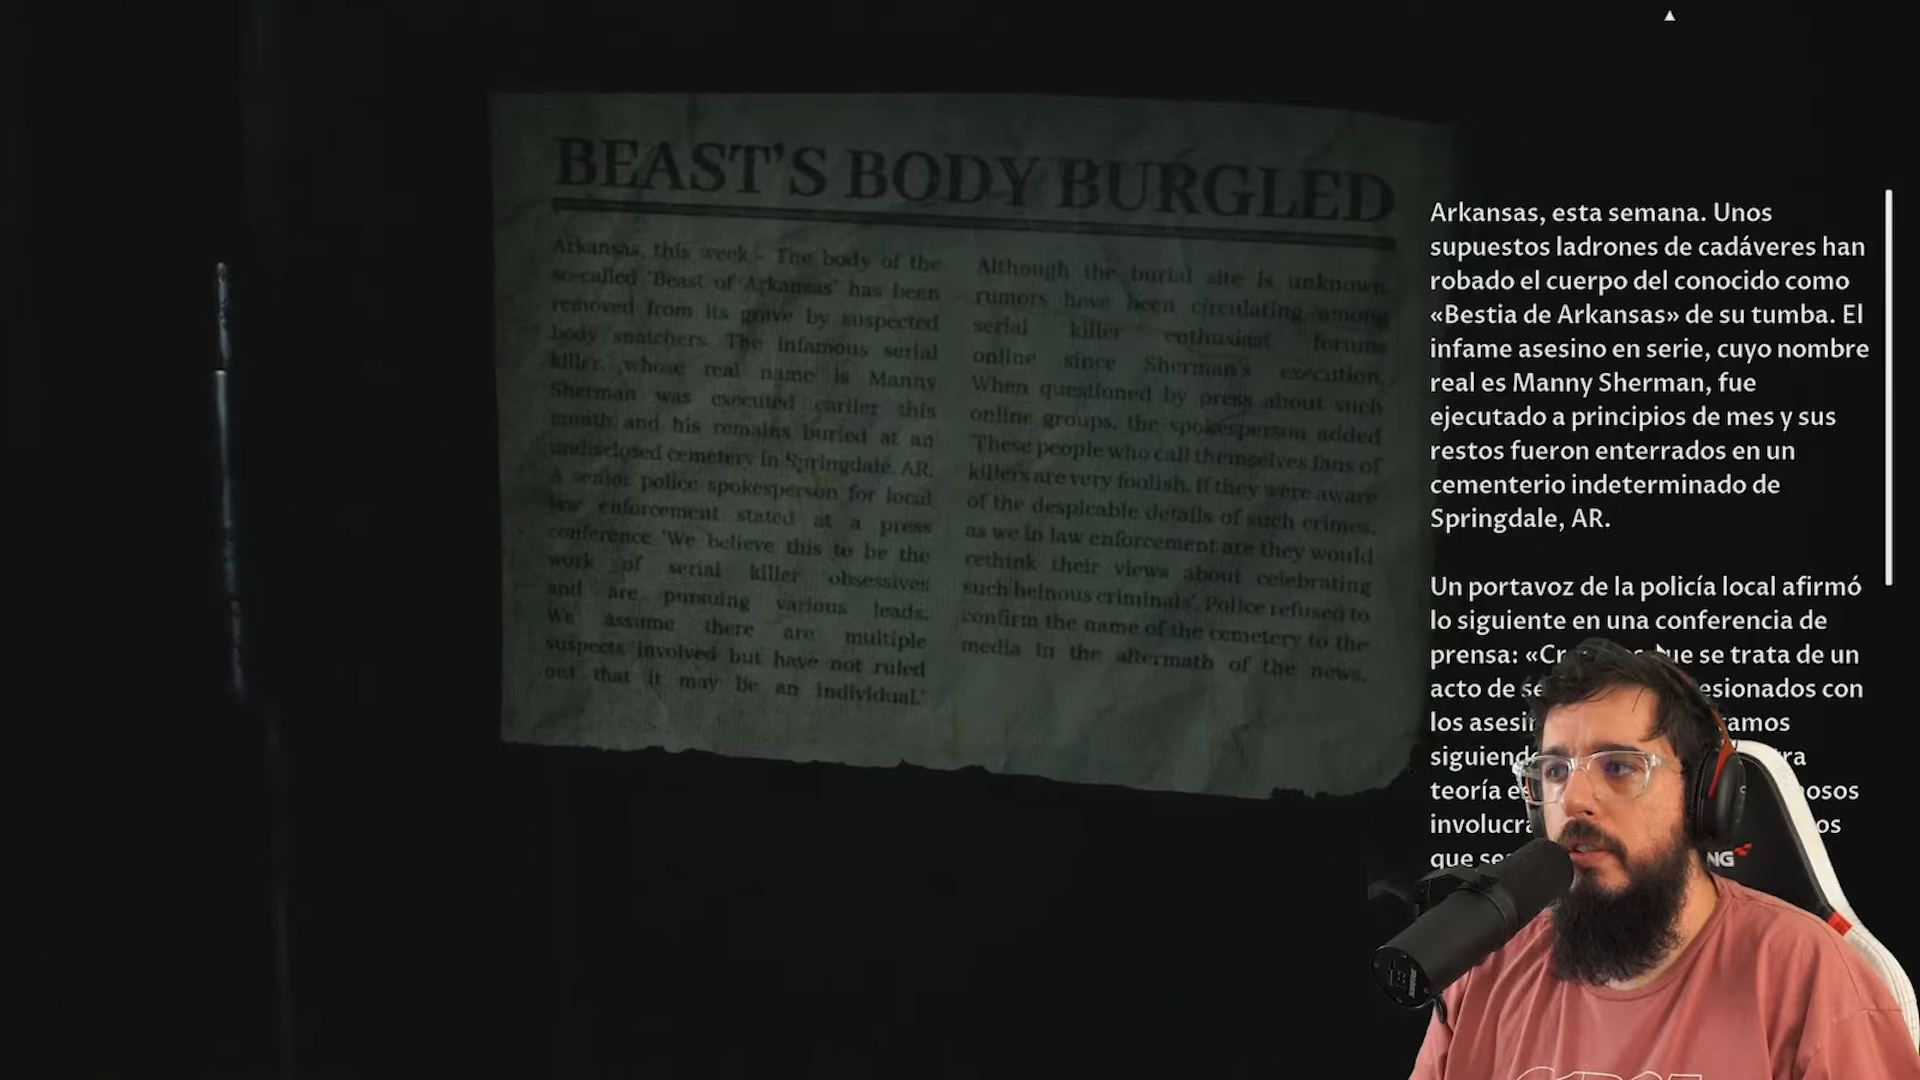 BEAST'S BODY BURGLED
Arkansas, this week - The body of the
so-called 'Beast of Arkansas' has been
removed from its grave by suspected
body snatchers. The infamous serial
killer, whose real name is Manny
Sherman was executed earlier this
month and his remains buried at an
undisclosed cemetery in Springdale, AR.
A senior police spokesperson for local
law enforcement stated at a press
conference 'We believe this to be the
work of serial killer obsessives
and are pursuing various leads.
We assume there are multiple
suspects involved but have not ruled
out that it may be an individual.'
Although the burial site is unknown,
rumors have been circulating among
serial killer enthusiast forums
online since Sherman's execution.
When questioned by press about such
online groups, the spokesperson added
'These people who call themselves fans of
killers are very foolish. If they were aware
of the despicable details of such crimes,
as we in law enforcement are they would
rethink their views about celebrating
such heinous criminals'. Police refused to
confirm the name of the cemetery to the
media in the aftermath of the news.
Arkansas, esta semana. Unos
supuestos ladrones de cadáveres han
robado el cuerpo del conocido como
«Bestia de Arkansas» de su tumba. El
infame asesino en serie, cuyo nombre
real es Manny Sherman, fue
ejecutado a principios de mes y sus
restos fueron enterrados en un
cementerio indeterminado de
Springdale, AR.
Un portavoz de la policía local afirmó
lo siguiente en una conferencia de
prensa: se trata de un
acto de con
los
teoría
que